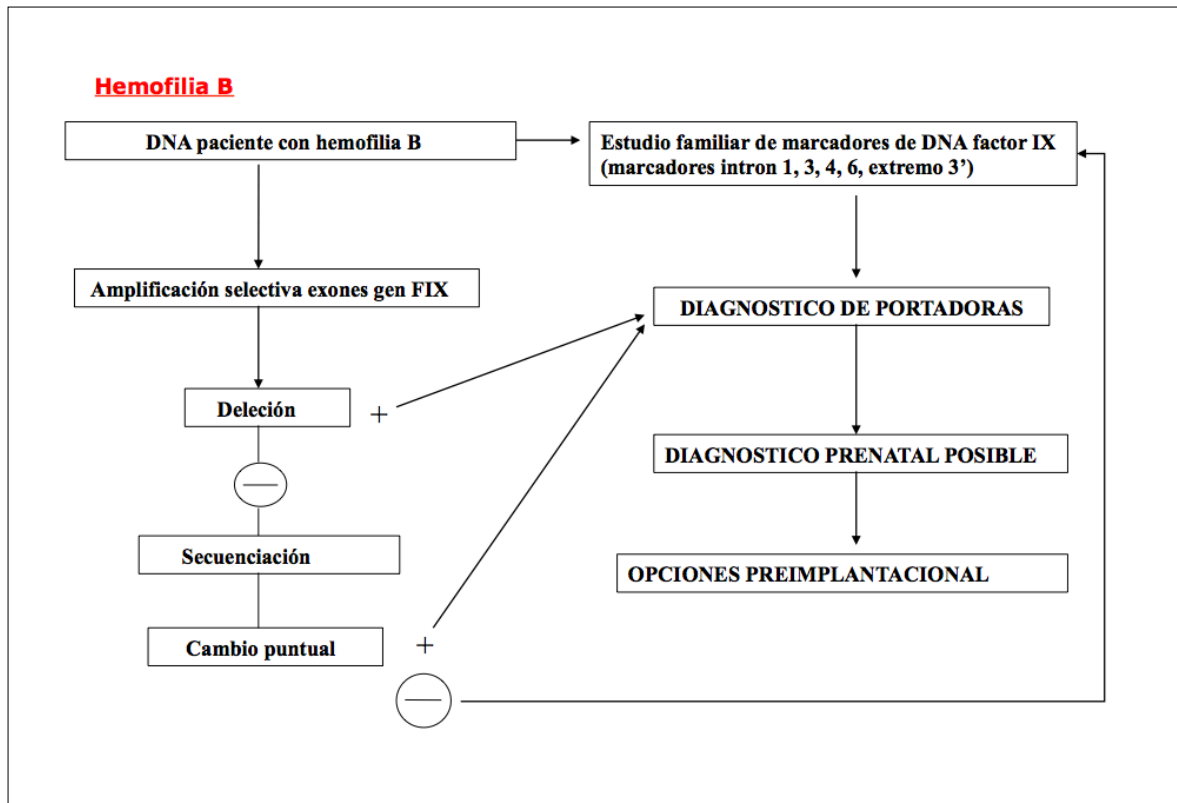 Hemofilia B
DNA paciente con hemofilia B
Estudio familiar de marcadores de DNA factor IX
(marcadores intron 1, 3, 4, 6, extremo 3’)
Amplificación selectiva exones gen FIX
DIAGNOSTICO DE PORTADORAS
Deleción
+
—
DIAGNOSTICO PRENATAL POSIBLE
Secuenciación
OPCIONES PREIMPLANTACIONAL
Cambio puntual
+
—